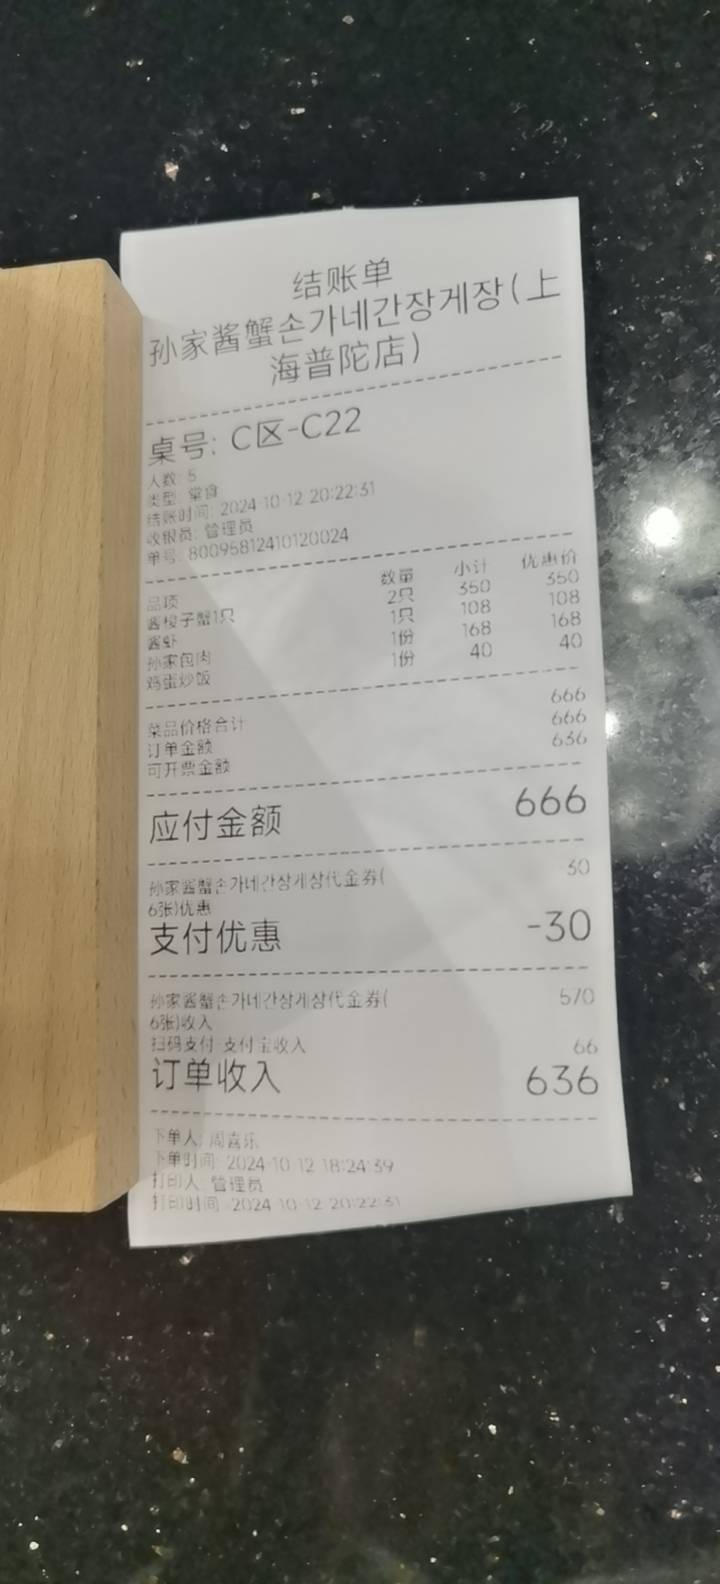 结账单
孙家酱蟹손가네간장게장(上
海普陀店)
桌号: C区-C22
人数: 5
类型: 堂食
结账时间: 2024-10-12 20:22:31
收银员: 管理员
单号: 80095812410120024
品项 数量 小计 优惠价
酱梭子蟹1只 2只 350 350
酱虾 1只 108 108
孙家包肉 1份 168 168
鸡蛋炒饭 1份 40 40
菜品价格合计 666
订单金额 666
可开票金额 636
应付金额 666
孙家酱蟹손가네간장게장代金券( 30
6张)优惠
支付优惠 -30
孙家酱蟹손가네간장게장代金券( 570
6张)收入
扫码支付-支付宝收入 66
订单收入 636
下单人: 周喜乐
下单时间: 2024-10-12 18:24:39
打印人: 管理员
打印时间: 2024-10-12 20:22:31